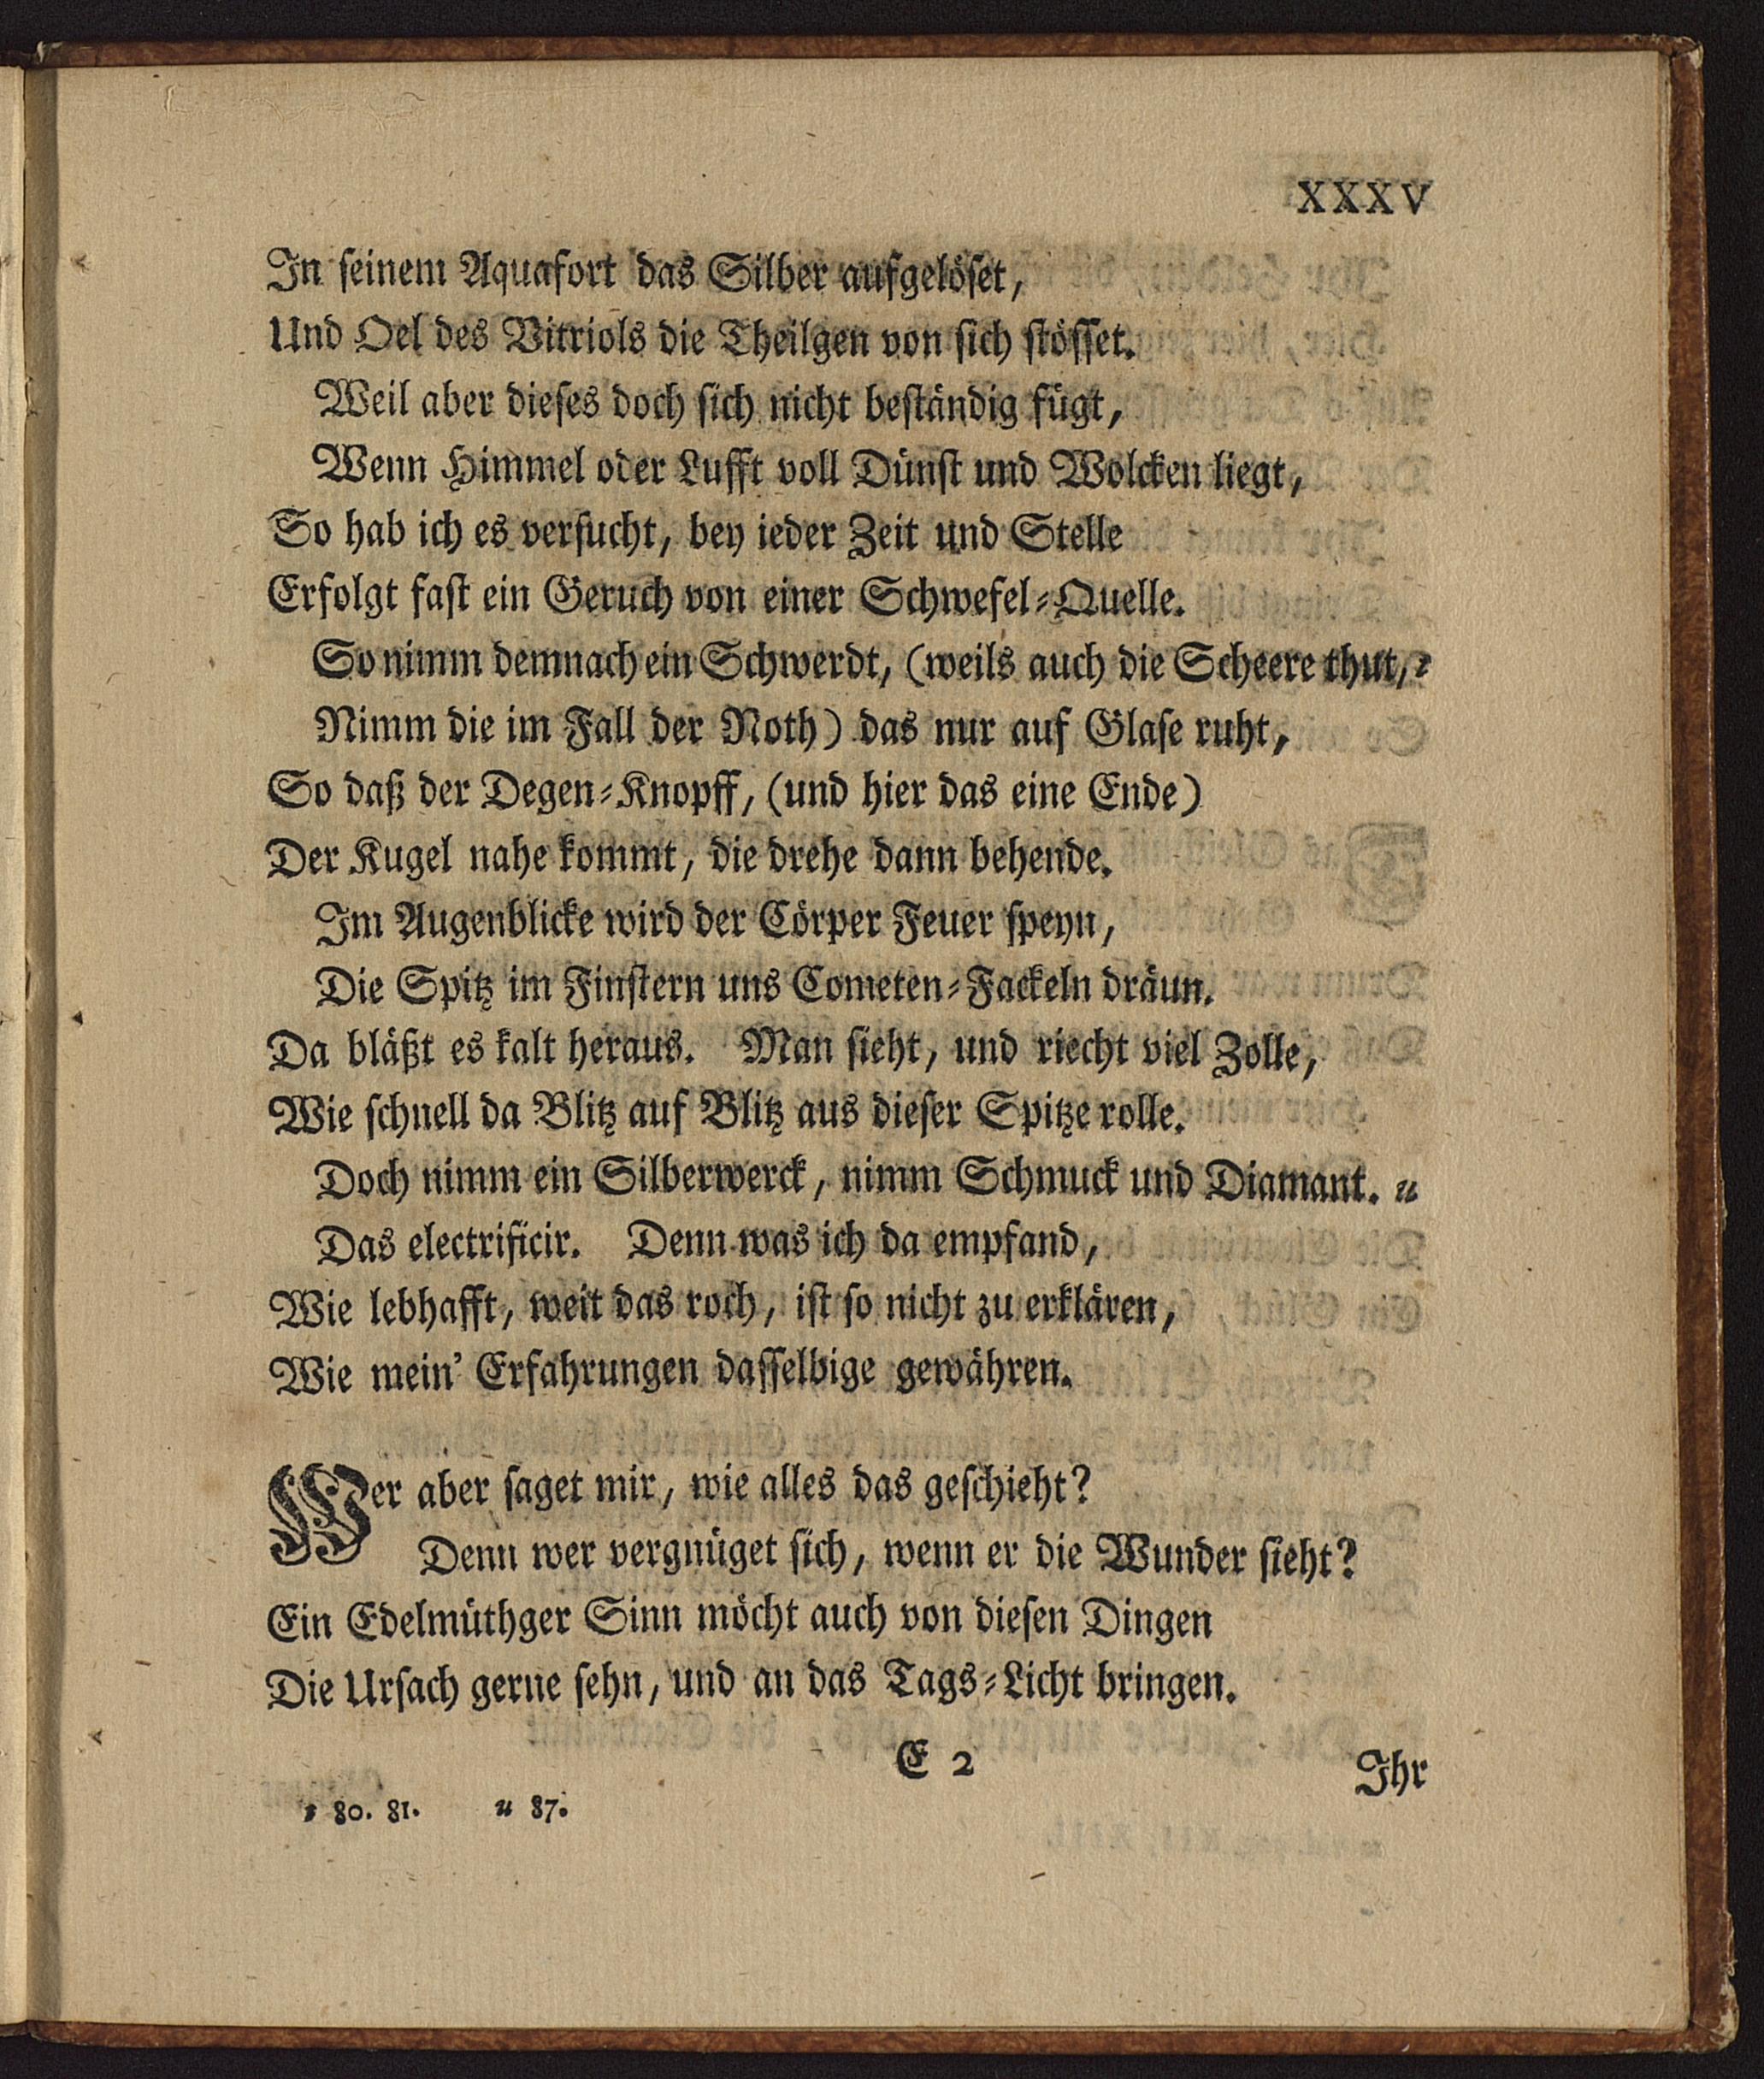 XXXV
In seinem Aquafort das Silber aufgelöset,
Und Oel des Vitriols die Theilgen von sich stösset.
Weil aber dieses doch sich nicht beständig fügt,
Wenn Himmel oder Lufft voll Dünst und Wolcken liegt,
So hab ich es versucht, bey ieder Zeit und Stelle
Erfolgt fast ein Geruch von einer Schwefel-Quelle.
So nimm demnach ein Schwerdt, (weils auch die Scheere thut,
Nimm die im Fall der Noth) das nur auf Glase ruht,
So daß der Degen-Knopff, (und hier das eine Ende)
Der Kugel nahe kommt, die drehe dann behende.
Im Augenblicke wird der Cörper Feuer speyn,
Die Spitz im Finstern uns Cometen-Fackeln dräun.
Da bläßt es kalt heraus. Man sieht, und riecht viel Zolle,
Wie schnell da Blitz auf Blitz aus dieser Spitze rolle.
Doch nimm ein Silberwerck, nimm Schmuck und Diamant. u
Das electrificir. Denn was ich da empfand,
Wie lebhafft, weit das roch, ist so nicht zu erklären,
Wie mein' Erfahrungen dasselbige gewähren.
Wer aber saget mir, wie alles das geschieht?
Denn wer vergnüget sich, wenn er die Wunder sieht?
Ein Edelmüthger Sinn möcht auch von diesen Dingen
Die Ursach gerne sehn, und an das Tags-Licht bringen.
E 2
Ihr
80. 81. u 87.